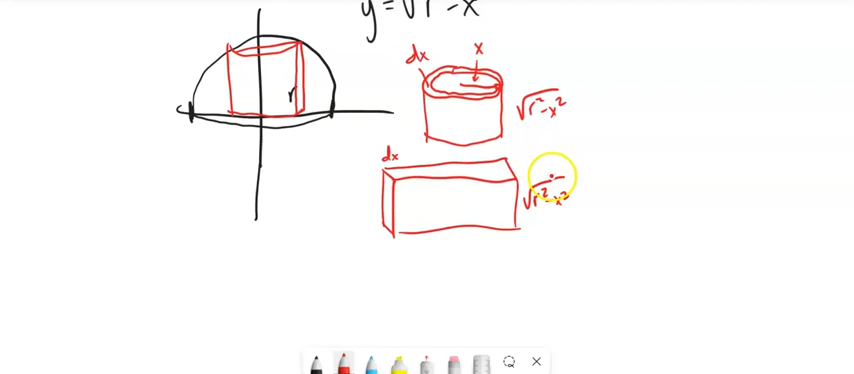 y = √r² - x²
r
dx
x
√r² - x²
dx
√r² - x²